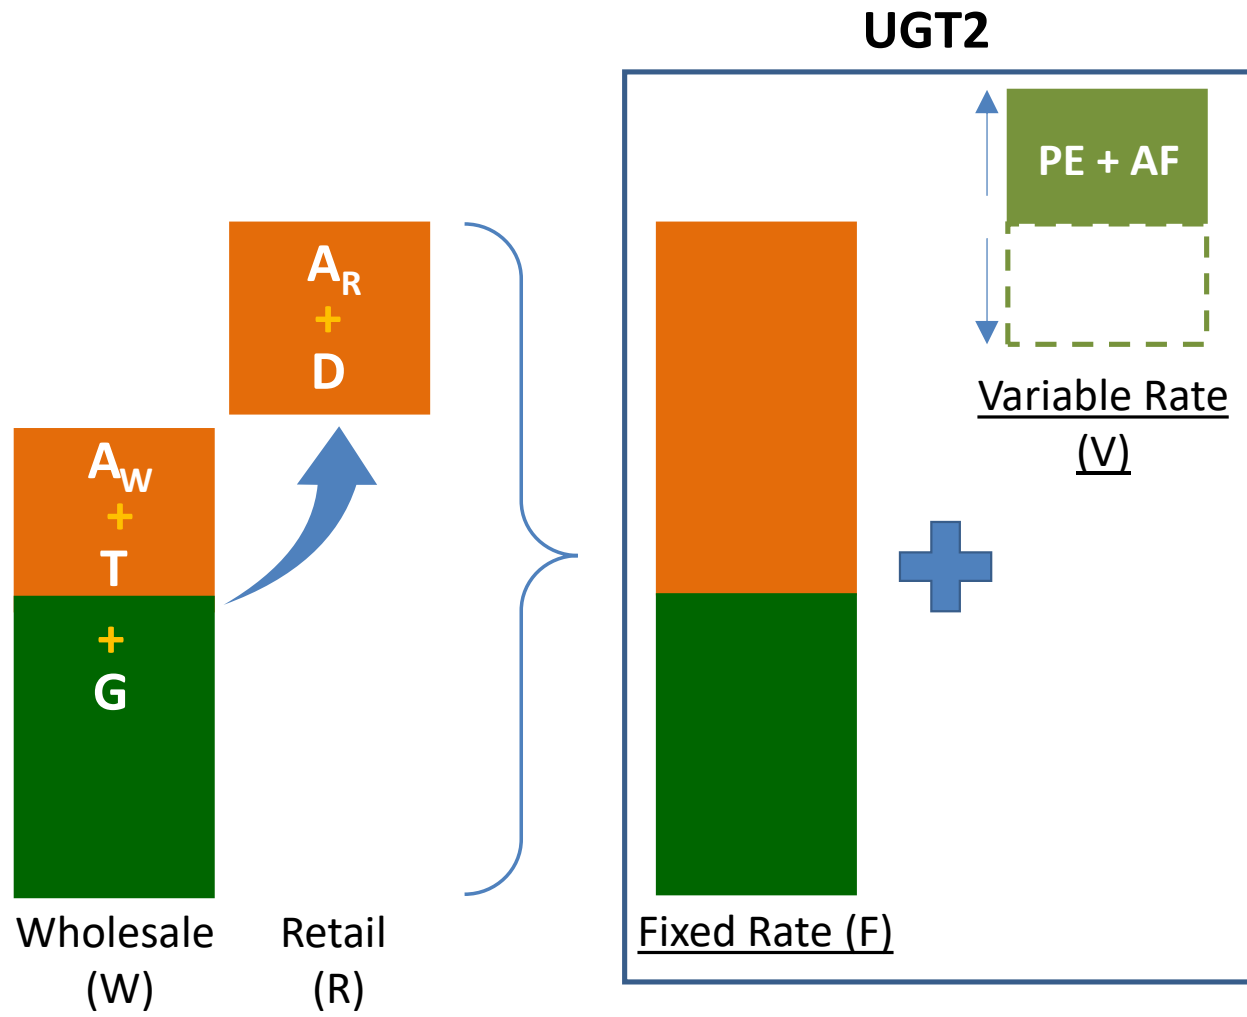 UGT2
PE + AF
Variable Rate
(V)
A_R
+
D
A_W
+
T
+
G
Wholesale
(W)
Retail
(R)
Fixed Rate (F)